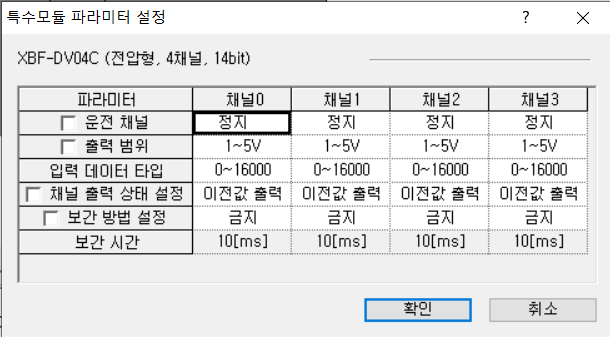 특수모듈 파라미터 설정
XBF-DV04C (전압형, 4채널, 14bit)
파라미터 채널0 채널1 채널2 채널3
운전 채널 정지 정지 정지 정지
출력 범위 1~5V 1~5V 1~5V 1~5V
입력 데이터 타입 0~16000 0~16000 0~16000 0~16000
채널 출력 상태 설정 이전값 출력 이전값 출력 이전값 출력 이전값 출력
보간 방법 설정 금지 금지 금지 금지
보간 시간 10[ms] 10[ms] 10[ms] 10[ms]
확인 취소